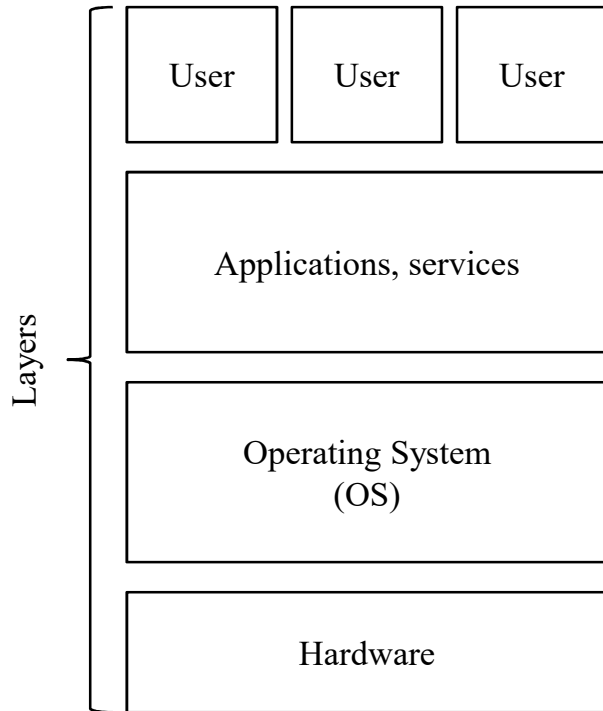 User
User
User
Applications, services
Layers
Operating System
(OS)
Hardware